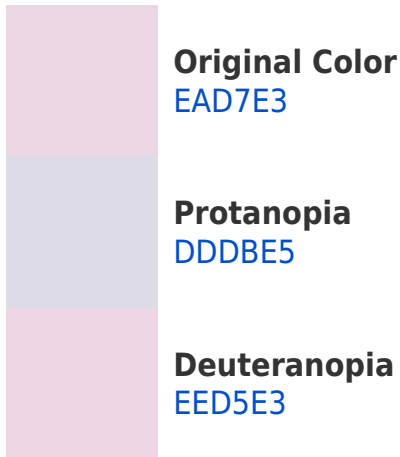 Original Color
EAD7E3
Protanopia
DDDBE5
Deuteranopia
EED5E3